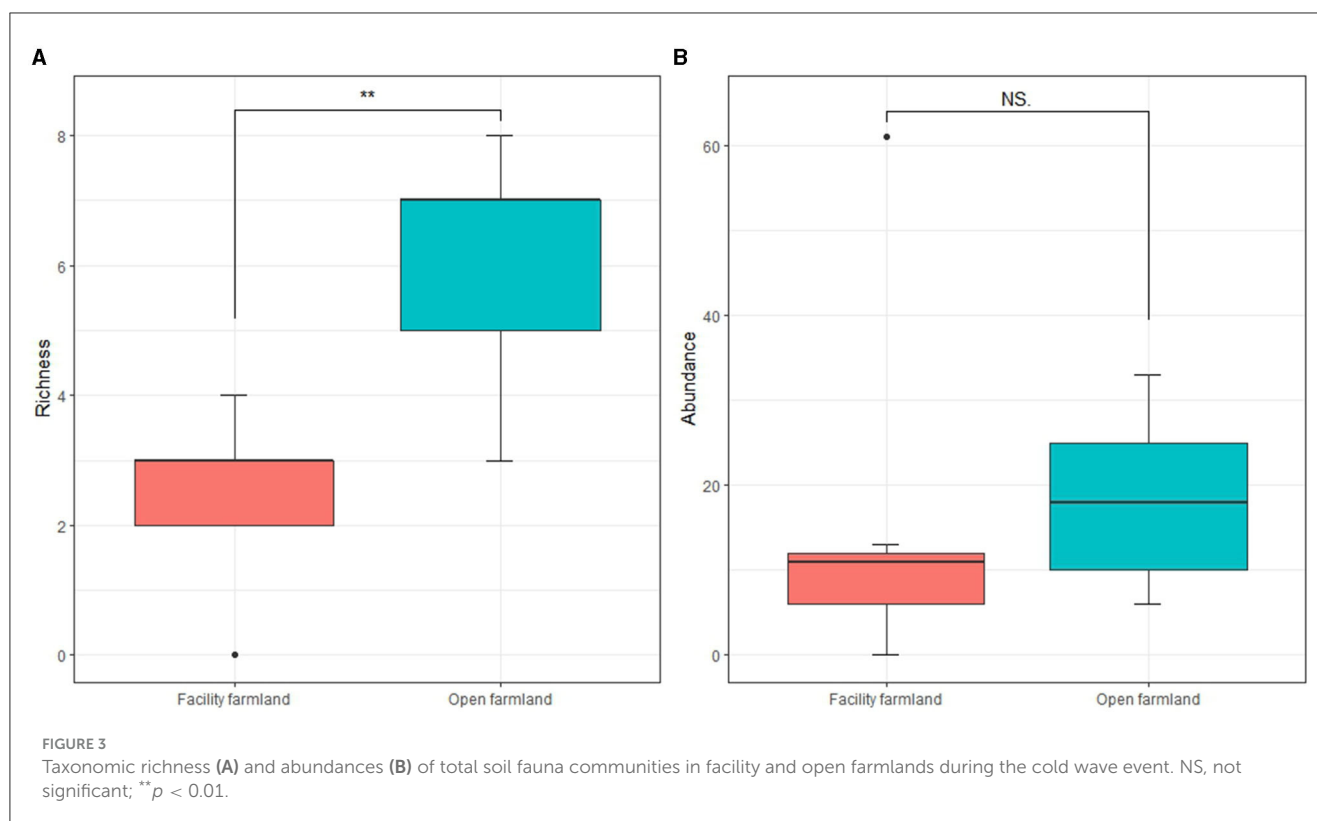 A
B
**
NS.
8
6
4
2
0
Richness
60
40
20
0
Abundance
Facility farmland
Open farmland
Facility farmland
Open farmland
FIGURE 3
Taxonomic richness (A) and abundances (B) of total soil fauna communities in facility and open farmlands during the cold wave event. NS, not
significant; **p < 0.01.